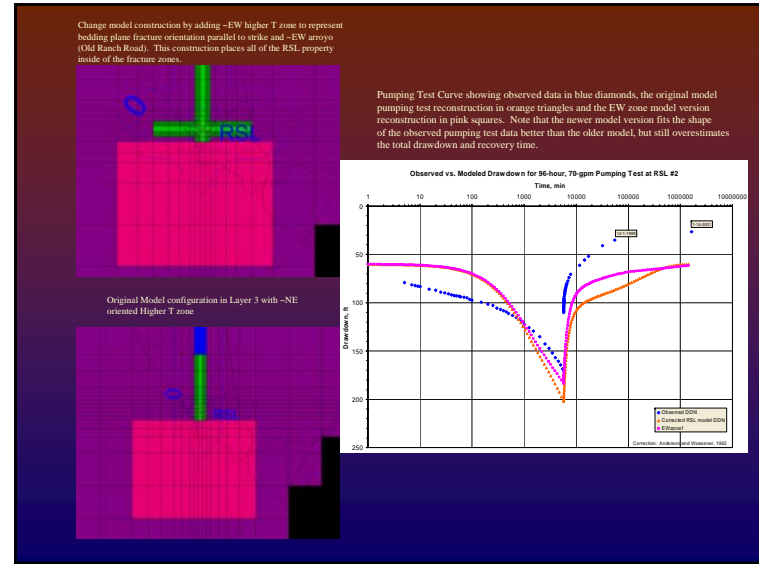 Change model construction by adding ~EW higher T zone to represent
bedding plane fracture orientation parallel to strike and ~EW arroyo
(Old Ranch Road). This construction places all of the RSL property
inside of the fracture zones.
RSL
Pumping Test Curve showing observed data in blue diamonds, the original model
pumping test reconstruction in orange triangles and the EW zone model version
reconstruction in pink squares. Note that the newer model version fits the shape
of the observed pumping test data better than the older model, but still overestimates
the total drawdown and recovery time.
Observed vs. Modeled Drawdown for 96-hour, 70-gpm Pumping Test at RSL #2
Time, min
1 10 100 1000 10000 100000 1000000 10000000
0
50
100
150
200
250
Drawdown, ft
12-1-1999
1-14-2001
Observed DDN
Corrected RSL model DDN
EWzone1
Correction: Anderson and Woessner, 1992
Original Model configuration in Layer 3 with ~NE
oriented Higher T zone
RSL